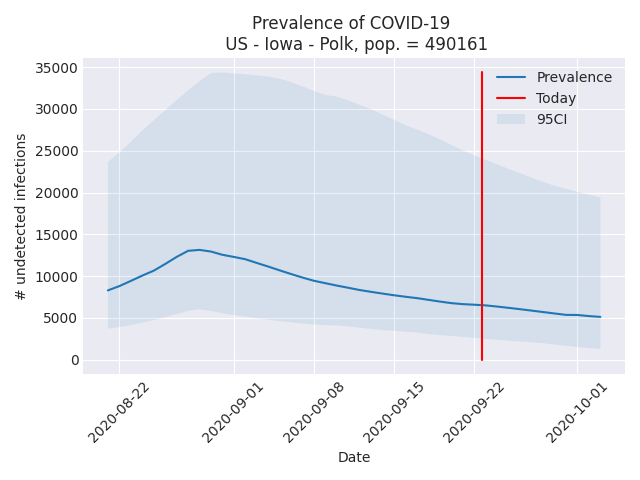 Prevalence of COVID-19
US - Iowa - Polk, pop. = 490161
# undetected infections
35000
30000
25000
20000
15000
10000
5000
0
Prevalence
Today
95CI
2020-08-22
2020-09-01
2020-09-08
2020-09-15
2020-09-22
2020-10-01
Date